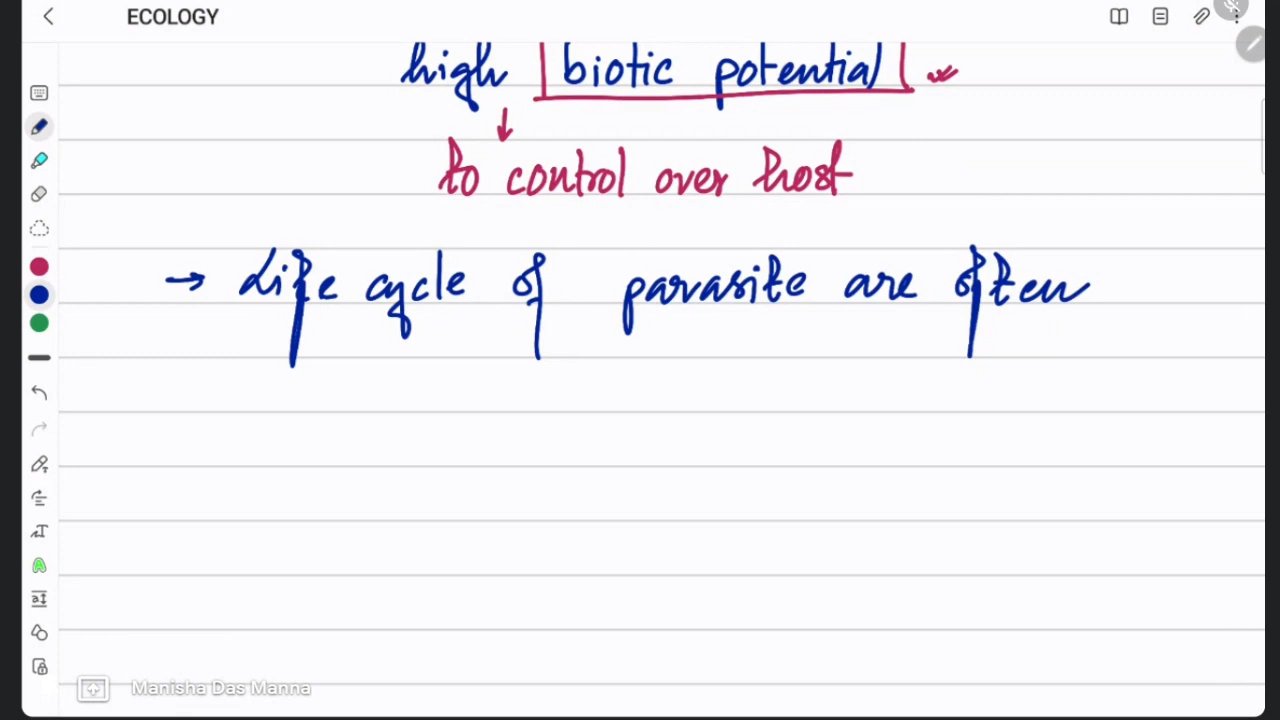 ECOLOGY
high biotic potential
to control over host
→ Life cycle of parasite are often
Manisha Das Manna